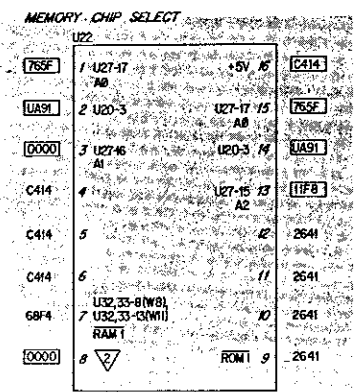 MEMORY CHIP SELECT
U22
765F 1 U27-17 +5V 16 C414
A0
UA91 2 U20-3 U27-17 15 765F
A0
0000 3 U27-16 U20-3 14 UA91
A1
C414 4 U27-15 13 11F8
A2
C414 5 12 2641
C414 6 11 2641
U32,33-8(W8),
68F4 7 U32,33-13(W11) 10 2641
RAM 1
0000 8 2 ROM 1 9 2641